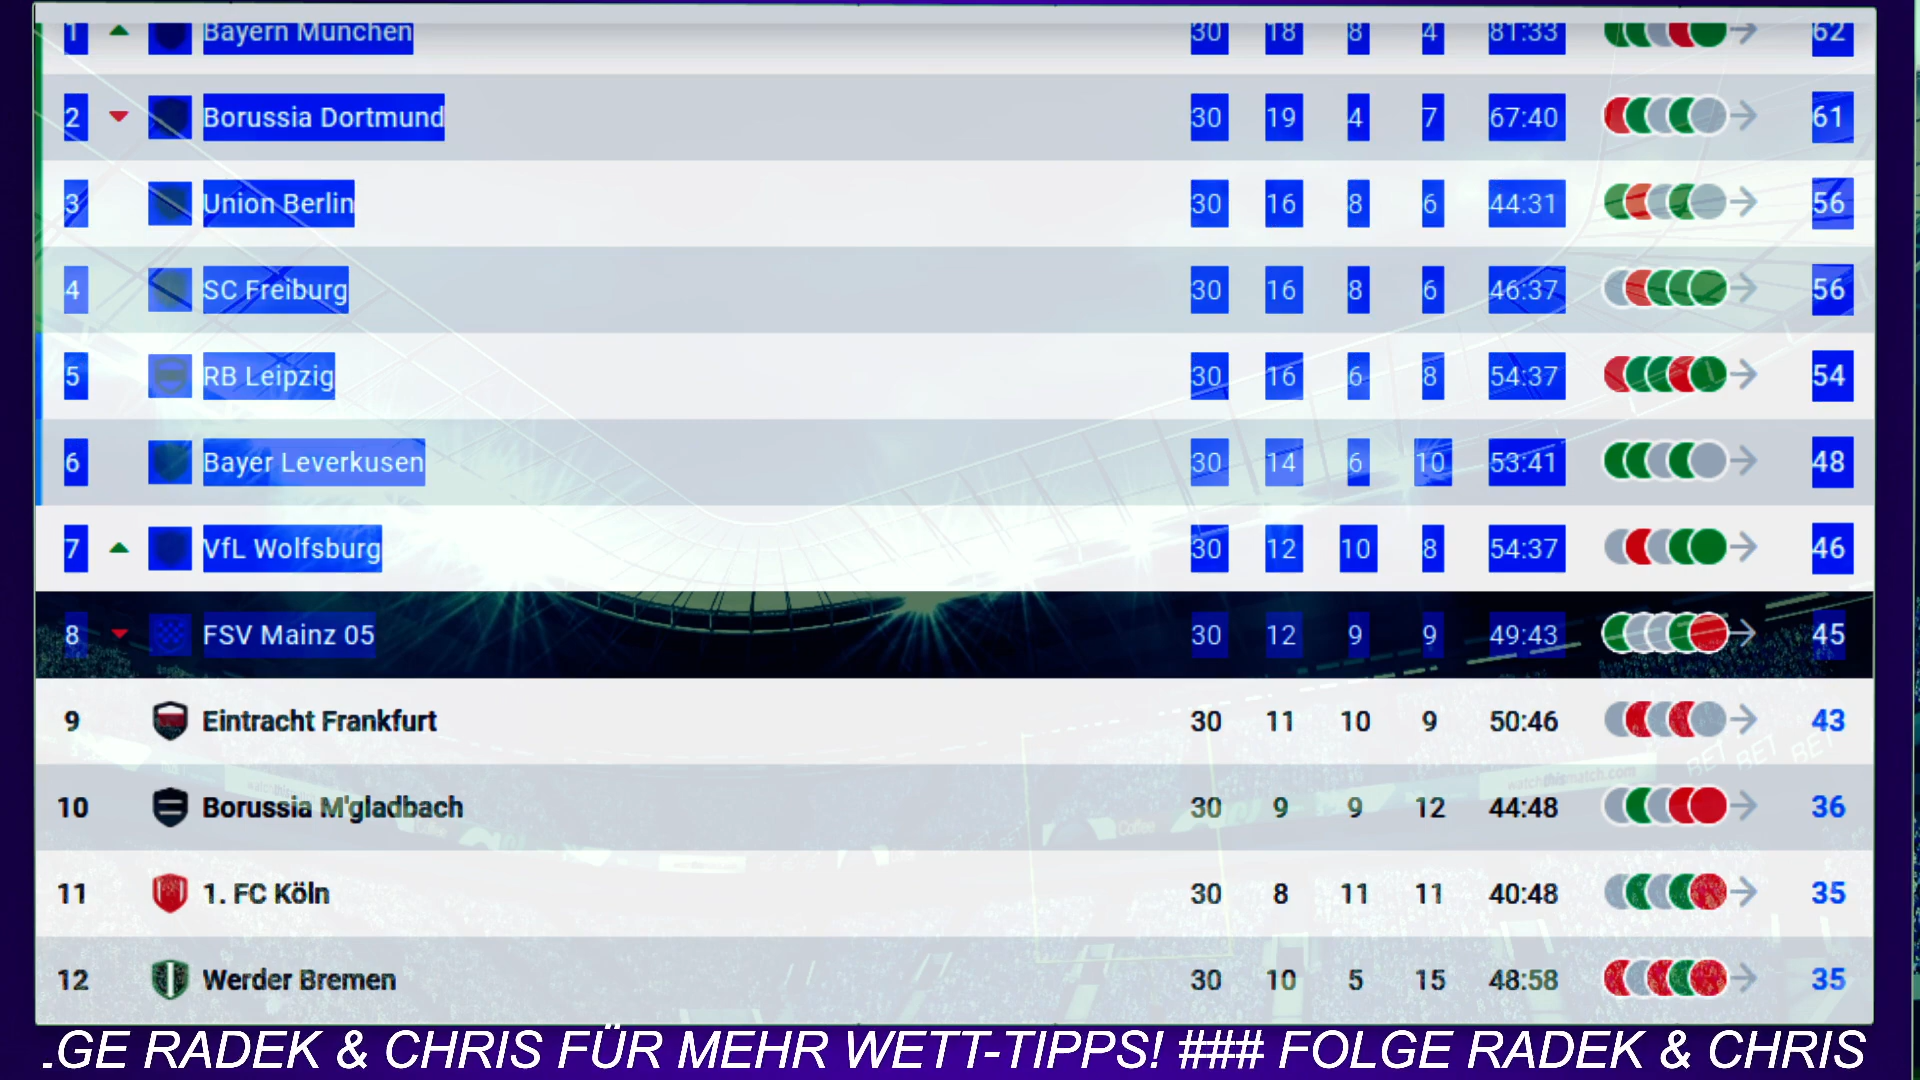 1 Bayern München 30 18 8 4 81:33 62
2 Borussia Dortmund 30 19 4 7 67:40 61
3 Union Berlin 30 16 8 6 44:31 56
4 SC Freiburg 30 16 8 6 46:37 56
5 RB Leipzig 30 16 6 8 54:37 54
6 Bayer Leverkusen 30 14 6 10 53:41 48
7 VfL Wolfsburg 30 12 10 8 54:37 46
8 FSV Mainz 05 30 12 9 9 49:43 45
9 Eintracht Frankfurt 30 11 10 9 50:46 43
BET BET BET
watchthismatch.com
10 Borussia M'gladbach 30 9 9 12 44:48 36
Coffee
11 1. FC Köln 30 8 11 11 40:48 35
12 Werder Bremen 30 10 5 15 48:58 35
.GE RADEK & CHRIS FÜR MEHR WETT-TIPPS! ### FOLGE RADEK & CHRIS